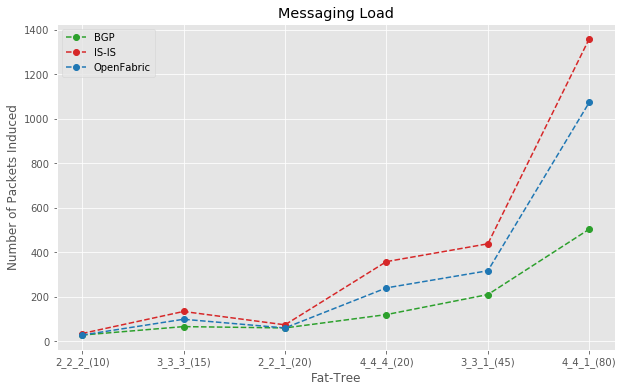 Messaging Load
BGP
IS-IS
OpenFabric
Number of Packets Induced
1400
1200
1000
800
600
400
200
0
2_2_2_(10) 3_3_3_(15) 2_2_1_(20) 4_4_4_(20) 3_3_1_(45) 4_4_1_(80)
Fat-Tree